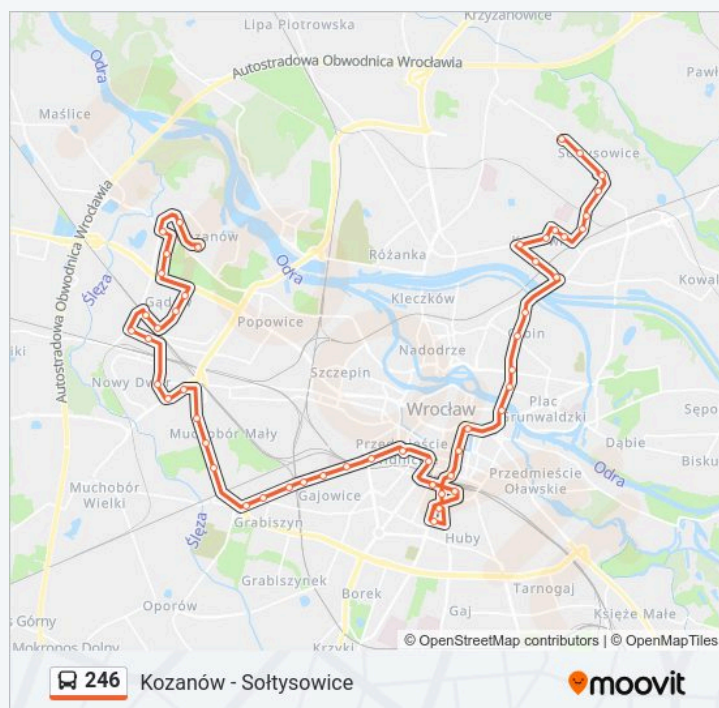 Lipa Piotrowska
Krzyżanowice
Pawł
Odra
Autostradowa Obwodnica Wrocławia
Maślice
Sołtysowice
Autostradowa Obwodnica Wrocławia
Różanka
Odra
Ślęza
Kleczków
Kowal
Popowice
iki
Nadodrze
Szczepin
Nowy Dwór
Wrocław
Plac
Grunwaldzki
Sępo
Muchobór Mały
Dąbie
Bisku
Przedmieście
Odra
Przedmieście
Oławskie
Muchobór
Wielki
Gajowice
Ślęza
Grabiszyn
Huby
Grabiszynek
Tarnogaj
Oporów
Borek
Gaj
Księże Małe
s Górny
Mokronos Dolny
Krzyki
© OpenStreetMap contributors | © OpenMapTiles
246 Kozanów - Sołtysowice
moovit